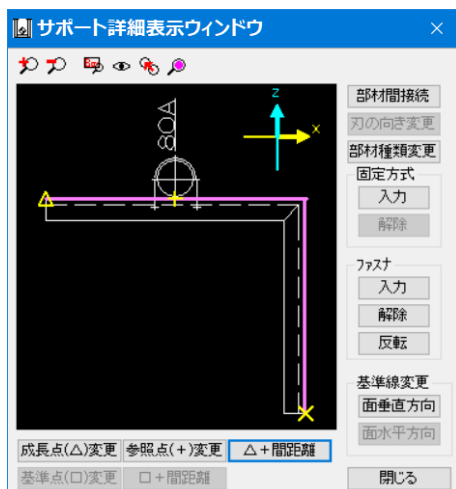 サポート詳細表示ウィンドウ
80A
z
x
部材間接続
刃の向き変更
部材種類変更
固定方式
入力
解除
ファスナ
入力
解除
反転
基準線変更
面垂直方向
面水平方向
成長点(△)変更 参照点(+)変更 △+間距離
基準点(□)変更 □+間距離 閉じる